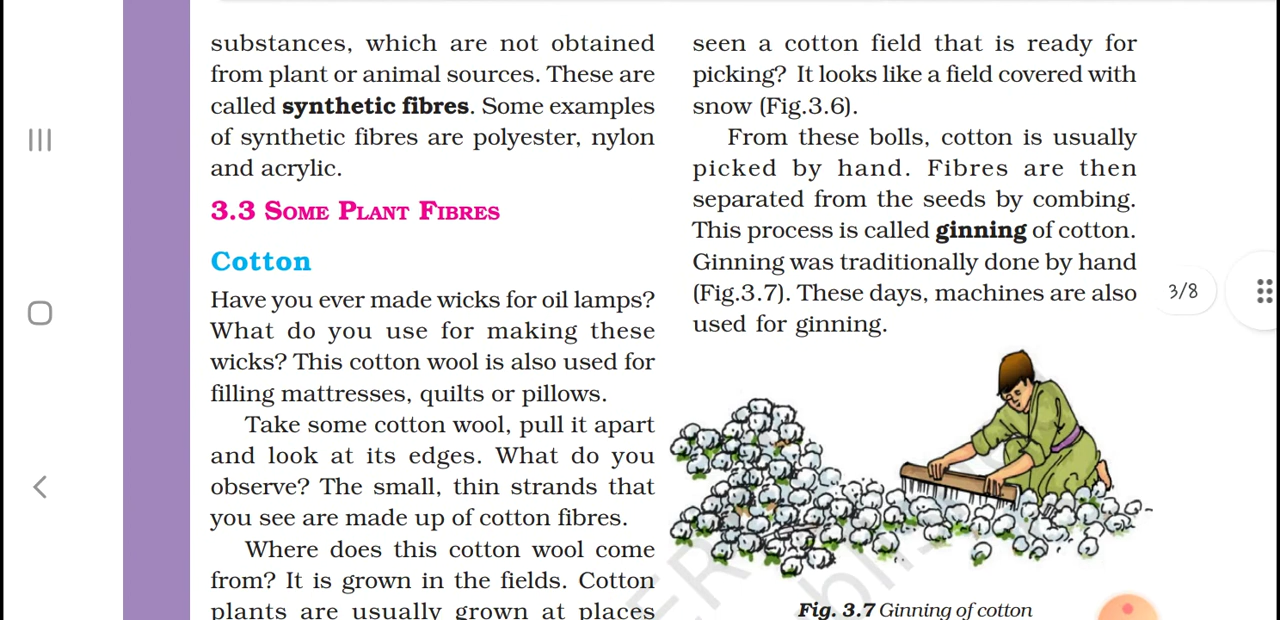 substances, which are not obtained
from plant or animal sources. These are
called synthetic fibres. Some examples
of synthetic fibres are polyester, nylon
and acrylic.
3.3 SOME PLANT FIBRES
Cotton
Have you ever made wicks for oil lamps?
What do you use for making these
wicks? This cotton wool is also used for
filling mattresses, quilts or pillows.
Take some cotton wool, pull it apart
and look at its edges. What do you
observe? The small, thin strands that
you see are made up of cotton fibres.
Where does this cotton wool come
from? It is grown in the fields. Cotton
plants are usually grown at places
seen a cotton field that is ready for
picking? It looks like a field covered with
snow (Fig.3.6).
From these bolls, cotton is usually
picked by hand. Fibres are then
separated from the seeds by combing.
This process is called ginning of cotton.
Ginning was traditionally done by hand
(Fig.3.7). These days, machines are also
used for ginning.
Fig. 3.7 Ginning of cotton
3/8